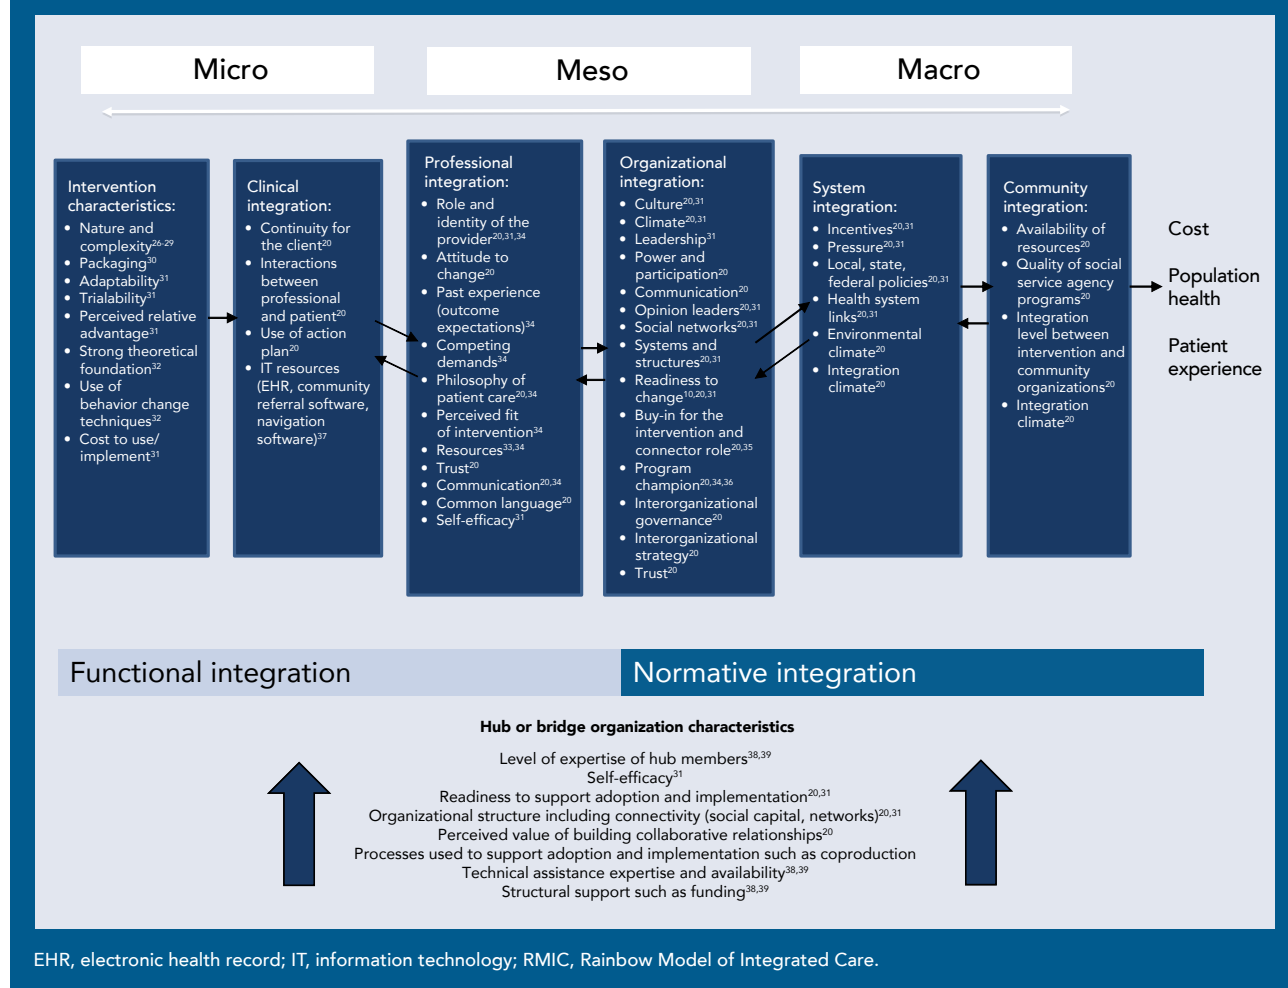 Micro
Meso
Macro
Intervention
characteristics:
• Nature and
complexity26-29
• Packaging30
• Adaptability31
• Trialability31
• Perceived relative
advantage31
• Strong theoretical
foundation32
• Use of
behavior change
techniques32
• Cost to use/
implement31
Clinical
integration:
• Continuity for
the client20
• Interactions
between
professional
and patient20
• Use of action
plan20
• IT resources
(EHR, community
referral software,
navigation
software)37
Professional
integration:
• Role and
identity of the
provider20,31,34
• Attitude to
change20
• Past experience
(outcome
expectations)34
• Competing
demands34
• Philosophy of
patient care20,34
• Perceived fit
of intervention34
• Resources33,34
• Trust20
• Communication20,34
• Common language20
• Self-efficacy31
Organizational
integration:
• Culture20,31
• Climate20,31
• Leadership31
• Power and
participation20
• Communication20
• Opinion leaders20,31
• Social networks20,31
• Systems and
structures20,31
• Readiness to
change10,20,31
• Buy-in for the
intervention and
connector role20,35
• Program
champion20,34,36
• Interorganizational
governance20
• Interorganizational
strategy20
• Trust20
System
integration:
• Incentives20,31
• Pressure20,31
• Local, state,
federal policies20,31
• Health system
links20,31
• Environmental
climate20
• Integration
climate20
Community
integration:
• Availability of
resources20
• Quality of social
service agency
programs20
• Integration
level between
intervention and
community
organizations20
• Integration
climate20
Cost
Population
health
Patient
experience
Functional integration
Normative integration
Hub or bridge organization characteristics
Level of expertise of hub members38,39
Self-efficacy31
Readiness to support adoption and implementation20,31
Organizational structure including connectivity (social capital, networks)20,31
Perceived value of building collaborative relationships20
Processes used to support adoption and implementation such as coproduction
Technical assistance expertise and availability38,39
Structural support such as funding38,39
EHR, electronic health record; IT, information technology; RMIC, Rainbow Model of Integrated Care.